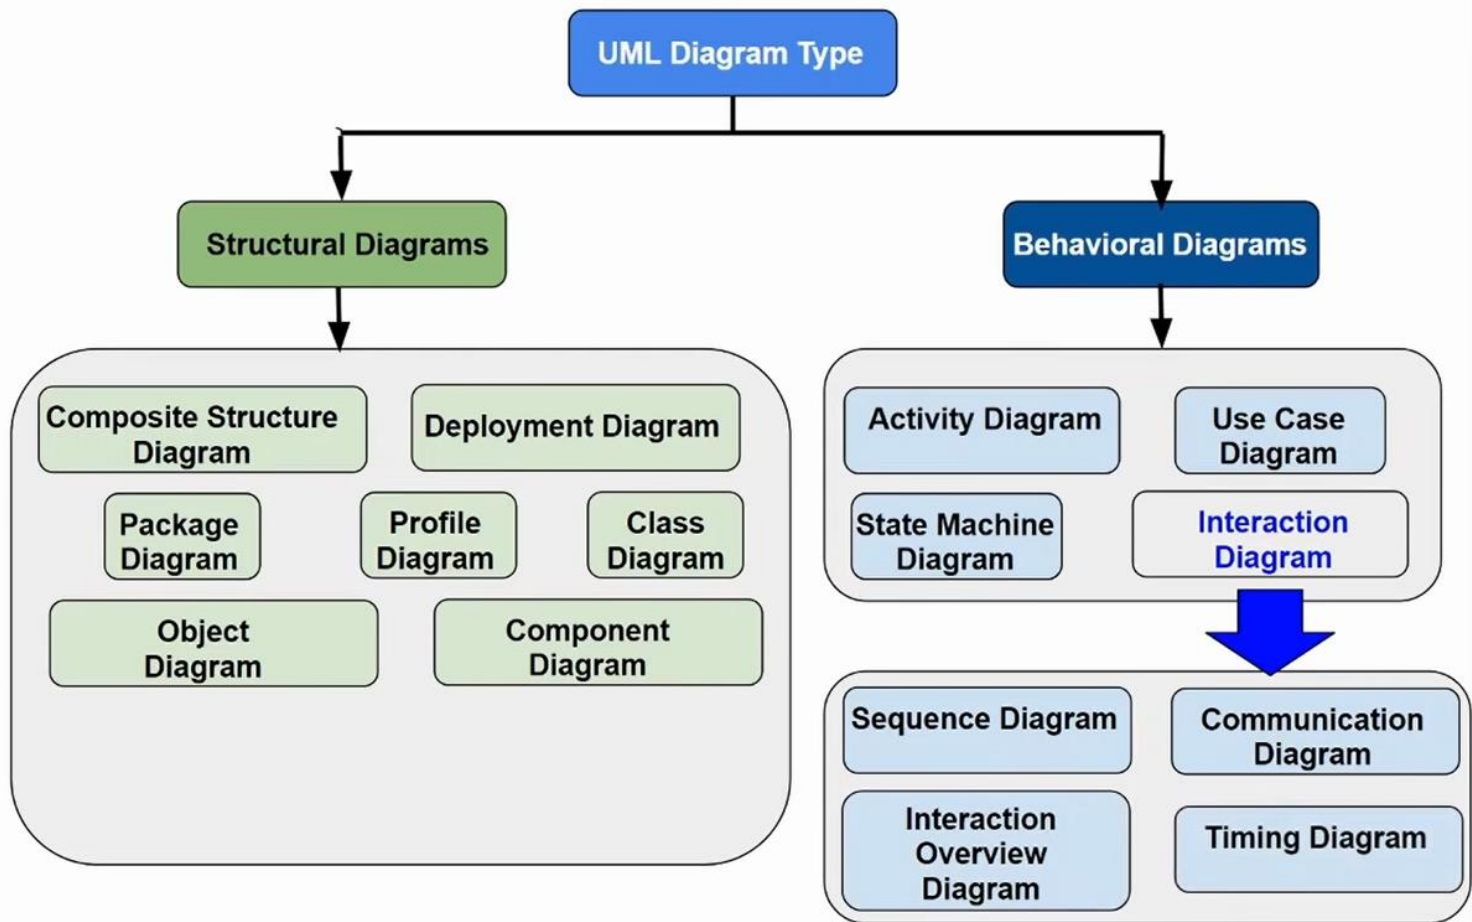 UML Diagram Type
Structural Diagrams
Behavioral Diagrams
Composite Structure
Diagram
Deployment Diagram
Package
Diagram
Profile
Diagram
Class
Diagram
Object
Diagram
Component
Diagram
Activity Diagram
Use Case
Diagram
State Machine
Diagram
Interaction
Diagram
Sequence Diagram
Communication
Diagram
Interaction
Overview
Diagram
Timing Diagram